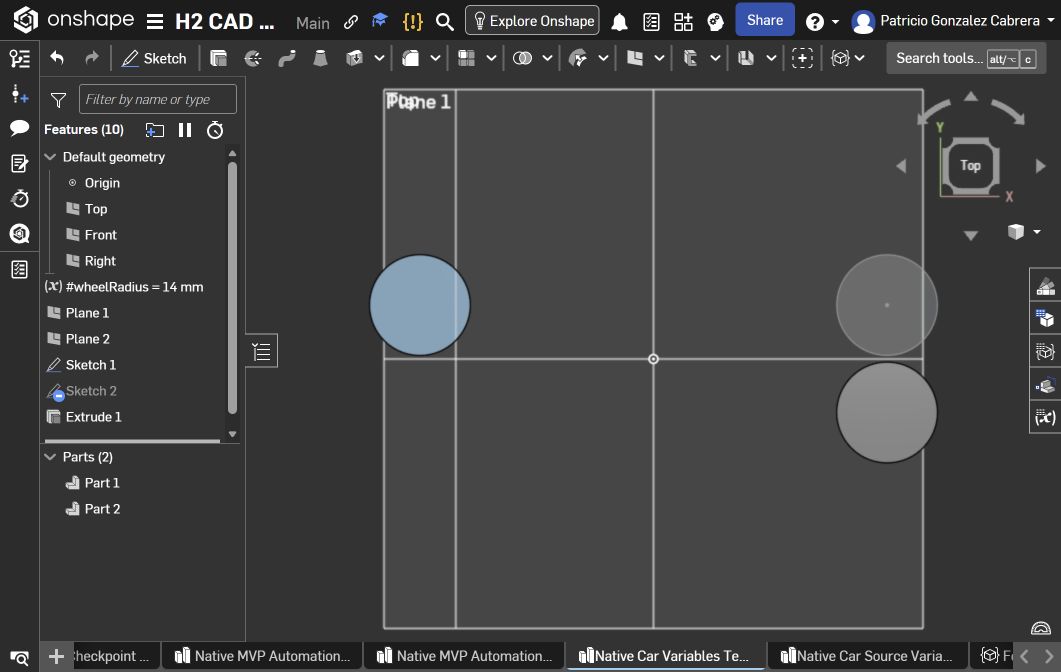 onshape
H2 CAD ...
Main
Explore Onshape
Share
Patricio Gonzalez Cabrera
Sketch
Search tools... alt/⌥ c
Filter by name or type
Features (10)
Default geometry
Origin
Top
Front
Right
(x) #wheelRadius = 14 mm
Plane 1
Plane 2
Sketch 1
Sketch 2
Extrude 1
Parts (2)
Part 1
Part 2
Top
Plane 1
Y
Top
X
(x)
Checkpoint ...
Native MVP Automation...
Native MVP Automation...
Native Car Variables Te...
Native Car Source Varia...